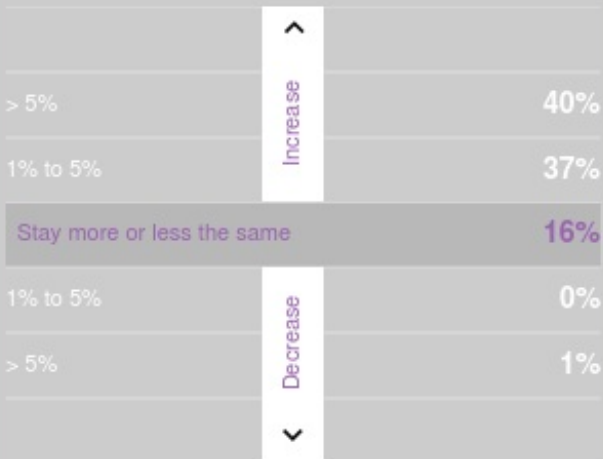 > 5% 40%
Increase
1% to 5% 37%
Stay more or less the same 16%
1% to 5% 0%
Decrease
> 5% 1%